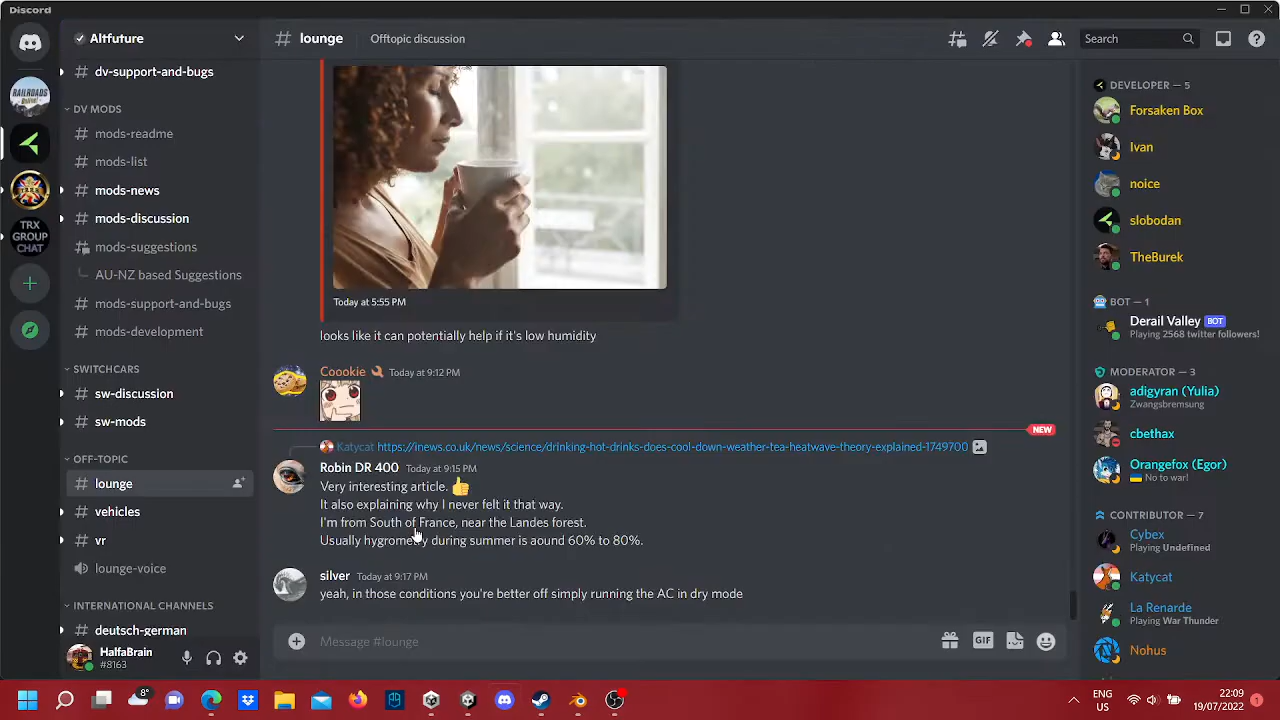 Discord
Altfuture
# lounge
Offtopic discussion
Search
RAILROADS
Online!
TRX
GROUP
CHAT
# dv-support-and-bugs
DV MODS
# mods-readme
# mods-list
# mods-news
# mods-discussion
mods-suggestions
AU-NZ based Suggestions
# mods-support-and-bugs
# mods-development
SWITCHCARS
# sw-discussion
# sw-mods
OFF-TOPIC
# lounge
# vehicles
# vr
lounge-voice
INTERNATIONAL CHANNELS
# deutsch-german
HalfaBrain
#8163
Today at 5:55 PM
looks like it can potentially help if it's low humidity
Coookie Today at 9:12 PM
NEW
Katycat https://inews.co.uk/news/science/drinking-hot-drinks-does-cool-down-weather-tea-heatwave-theory-explained-1749700
Robin DR 400 Today at 9:15 PM
Very interesting article. 👍
It also explaining why I never felt it that way.
I'm from South of France, near the Landes forest.
Usually hygrometry during summer is aound 60% to 80%.
silver Today at 9:17 PM
yeah, in those conditions you're better off simply running the AC in dry mode
Message #lounge
GIF
DEVELOPER — 5
Forsaken Box
Ivan
noice
slobodan
TheBurek
BOT — 1
Derail Valley BOT
Playing 2568 twitter followers!
MODERATOR — 3
adigyran (Yulia)
Zwangsbremsung
cbethax
Orangefox (Egor)
No to war!
CONTRIBUTOR — 7
Cybex
Playing Undefined
Katycat
La Renarde
Playing War Thunder
Nohus
8°
ENG
US
22:09
19/07/2022
1